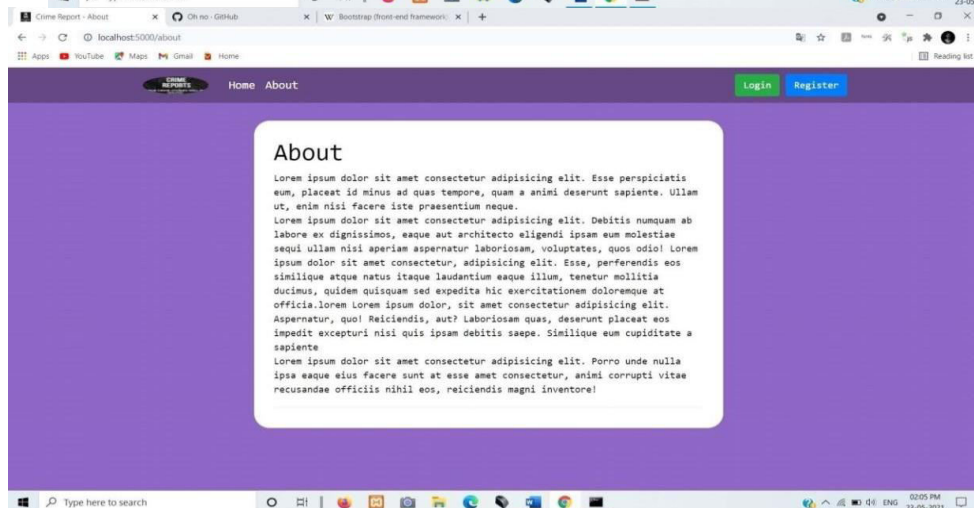 23-05
Crime Report - About
Oh no · GitHub
Bootstrap (front-end framework)
localhost:5000/about
Apps YouTube Maps Gmail Home Reading list
CRIME
REPORTS
Home About Login Register
About
Lorem ipsum dolor sit amet consectetur adipisicing elit. Esse perspiciatis
eum, placeat id minus ad quas tempore, quam a animi deserunt sapiente. Ullam
ut, enim nisi facere iste praesentium neque.
Lorem ipsum dolor sit amet consectetur adipisicing elit. Debitis numquam ab
labore ex dignissimos, eaque aut architecto eligendi ipsam eum molestiae
sequi ullam nisi aperiam aspernatur laboriosam, voluptates, quos odio! Lorem
ipsum dolor sit amet consectetur, adipisicing elit. Esse, perferendis eos
similique atque natus itaque laudantium eaque illum, tenetur mollitia
ducimus, quidem quisquam sed expedita hic exercitationem doloremque at
officia.lorem Lorem ipsum dolor, sit amet consectetur adipisicing elit.
Aspernatur, quo! Reiciendis, aut? Laboriosam quas, deserunt placeat eos
impedit excepturi nisi quis ipsam debitis saepe. Similique eum cupiditate a
sapiente
Lorem ipsum dolor sit amet consectetur adipisicing elit. Porro unde nulla
ipsa eaque eius facere sunt at esse amet consectetur, animi corrupti vitae
recusandae officiis nihil eos, reiciendis magni inventore!
Type here to search
ENG
02:05 PM
23-05-2021